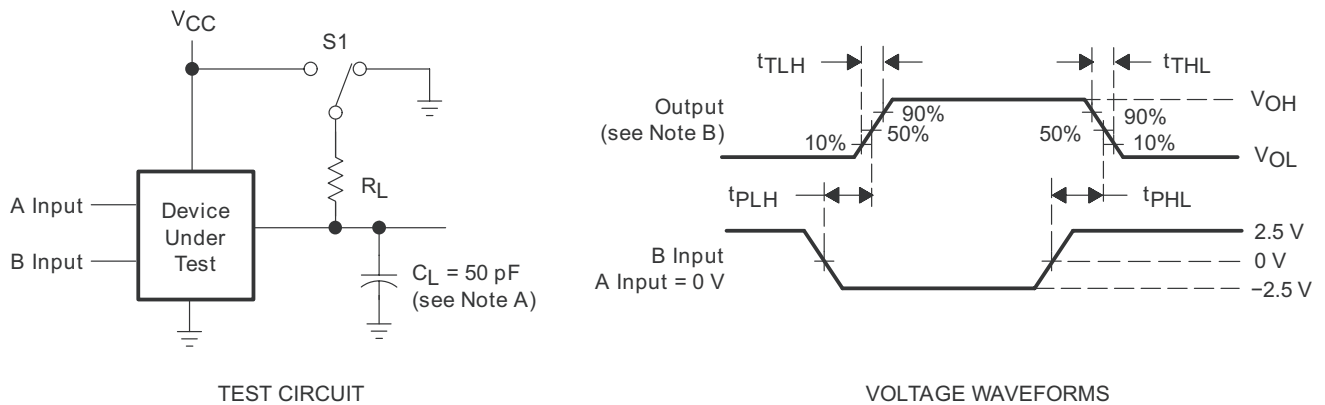 VCC
S1
RL
A Input
B Input
Device
Under
Test
CL = 50 pF
(see Note A)
TEST CIRCUIT
tTLH
tTHL
Output
(see Note B)
VOH
90%
50%
10%
50%
90%
10%
VOL
tPLH
tPHL
B Input
A Input = 0 V
2.5 V
0 V
−2.5 V
VOLTAGE WAVEFORMS